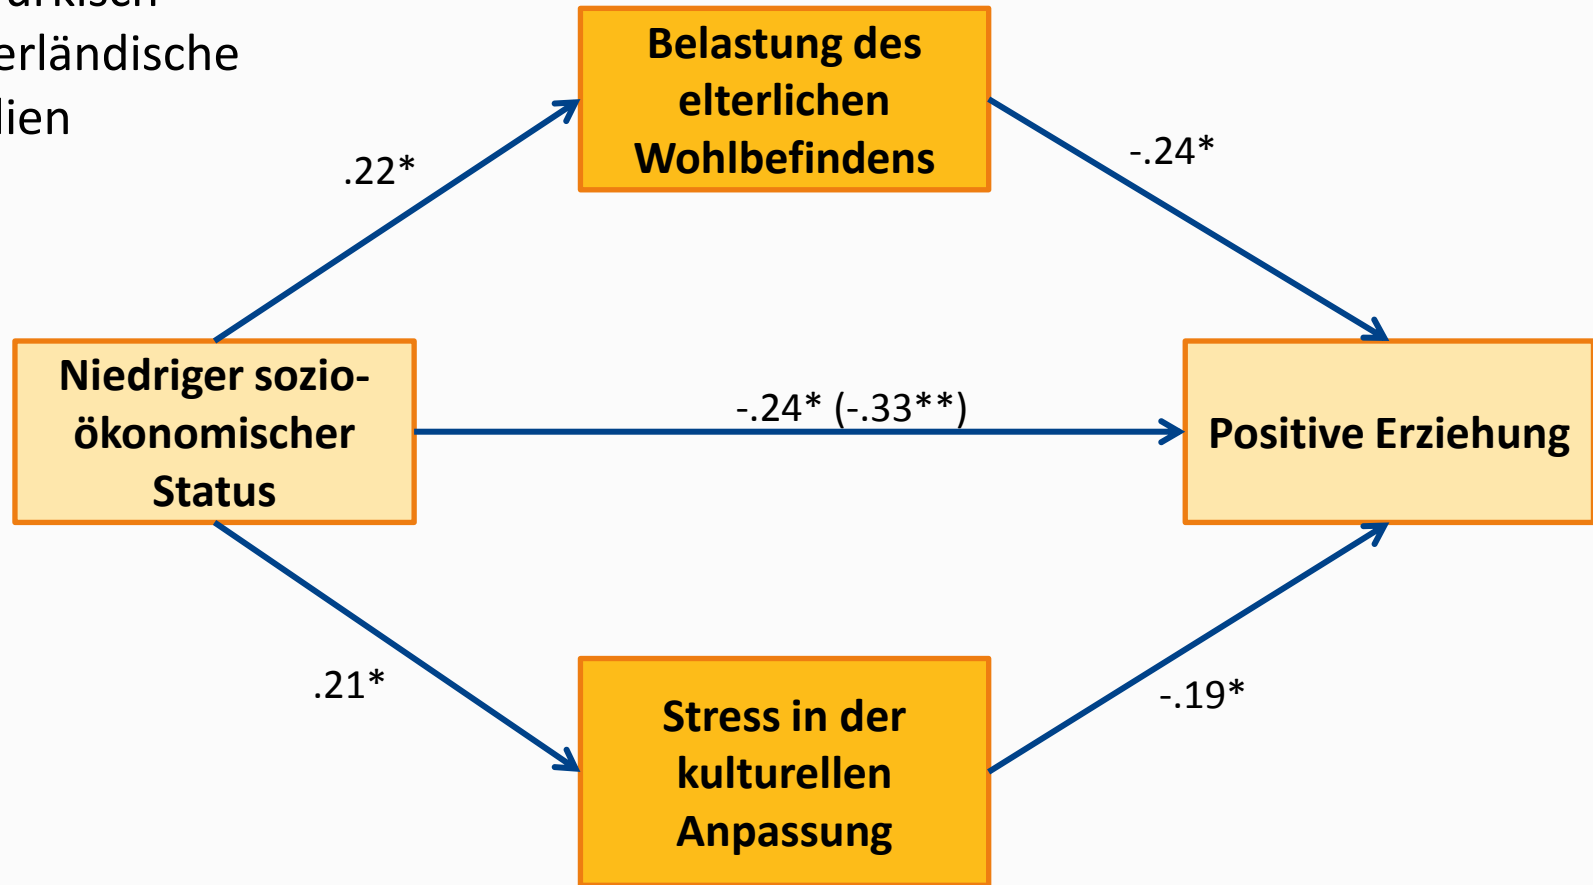 erländische
Belastung des
elterlichen
Wohlbefindens
.22*
-.24*
Niedriger sozio-
ökonomischer
Status
-.24* (-.33**)
Positive Erziehung
.21*
-.19*
Stress in der
kulturellen
Anpassung